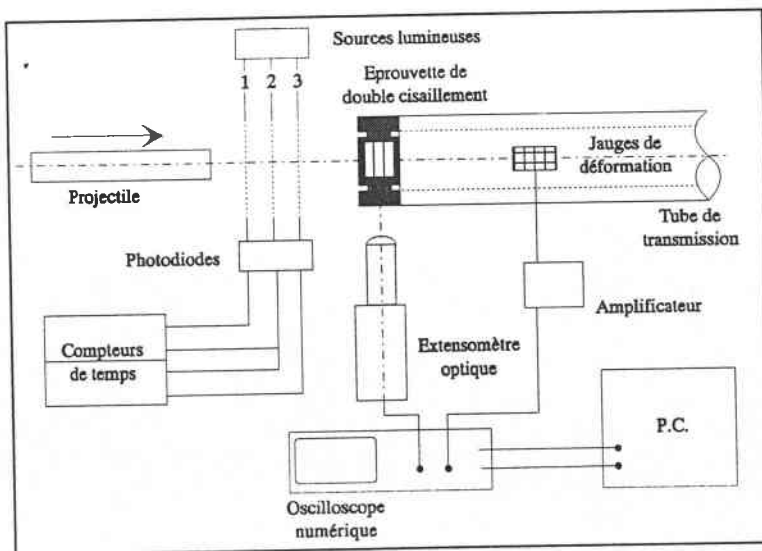 Sources lumineuses
1 2 3
Eprouvette de
double cisaillement
Projectile
Jauges de
déformation
Tube de
transmission
Photodiodes
Amplificateur
Compteurs
de temps
Extensomètre
optique
P.C.
Oscilloscope
numérique